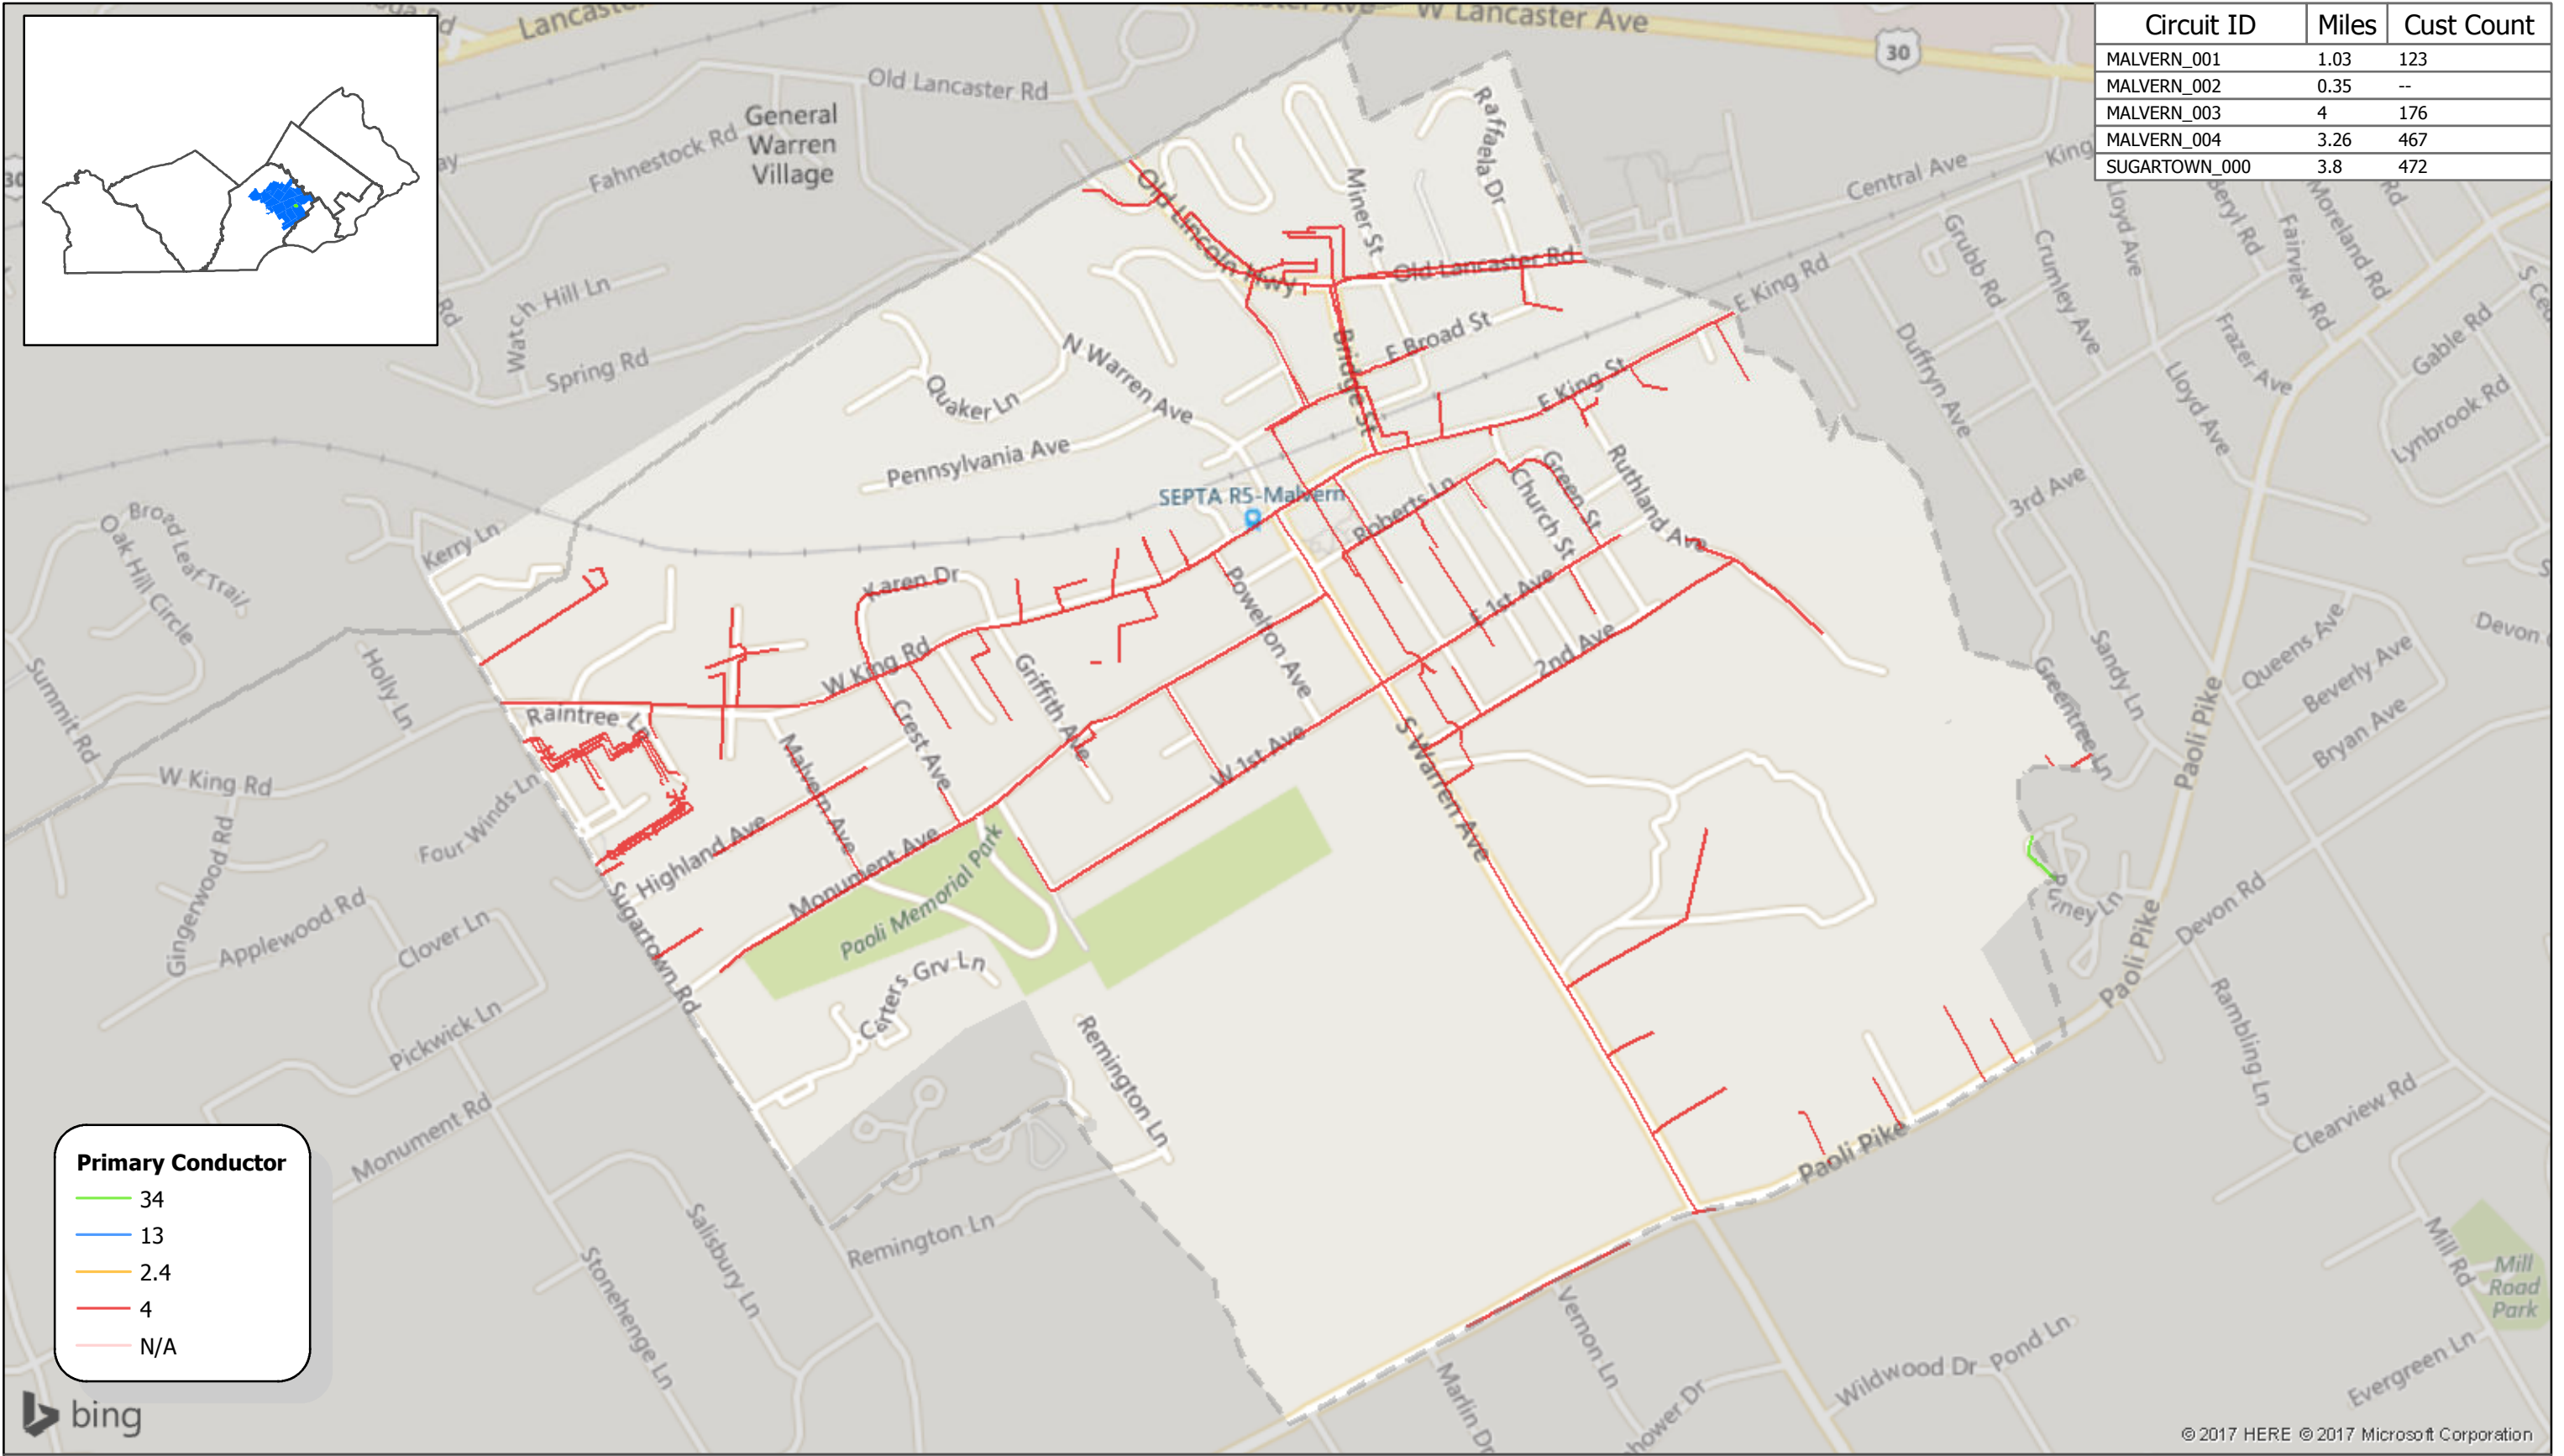 Circuit ID Miles Cust Count
MALVERN_001 1.03 123
MALVERN_002 0.35 --
MALVERN_003 4 176
MALVERN_004 3.26 467
SUGARTOWN_000 3.8 472
W Lancaster Ave
30
30
Old Lancaster Rd
General
Warren
Village
Fahnestock Rd
Raffaela Dr
Miner St
Central Ave
Lloyd Ave
Beryl Rd
Moreland Rd
Fairview Rd
Rd
Grubb Rd
Crumley Ave
Old Lincoln Hwy
Old Lancaster Rd
E King Rd
Watch Hill Ln
Rd
Spring Rd
N Warren Ave
Bridge St
E Broad St
E King St
Duffryn Ave
Frazer Ave
Gable Rd
Lloyd Ave
Lynbrook Rd
Quaker Ln
Pennsylvania Ave
SEPTA R5-Malvern
Roberts Ln
Church St
Green St
Ruthland Ave
3rd Ave
Broad Leaf Trail
Oak Hill Circle
Kerry Ln
Karen Dr
Powelton Ave
E 1st Ave
2nd Ave
Queens Ave
Beverly Ave
Bryan Ave
Devon
Sandy Ln
Greentree Ln
Paoli Pike
Summit Rd
Holly Ln
W King Rd
Griffith Ave
Raintree Ln
Crest Ave
W 1st Ave
S Warren Ave
W King Rd
Four Winds Ln
Malvern Ave
Highland Ave
Monument Ave
Paoli Memorial Park
Gingerwood Rd
Applewood Rd
Clover Ln
Sugartown Rd
Carters Grv Ln
Pickwick Ln
Remington Ln
Monument Rd
Devon Rd
Paoli Pike
Rambling Ln
Clearview Rd
Paoli Pike
Salisbury Ln
Stonehenge Ln
Remington Ln
Vernon Ln
Marlin Dr
Wildwood Dr
Pond Ln
Mill Rd
Mill
Road
Park
Evergreen Ln
Primary Conductor
34
13
2.4
4
N/A
bing
© 2017 HERE © 2017 Microsoft Corporation